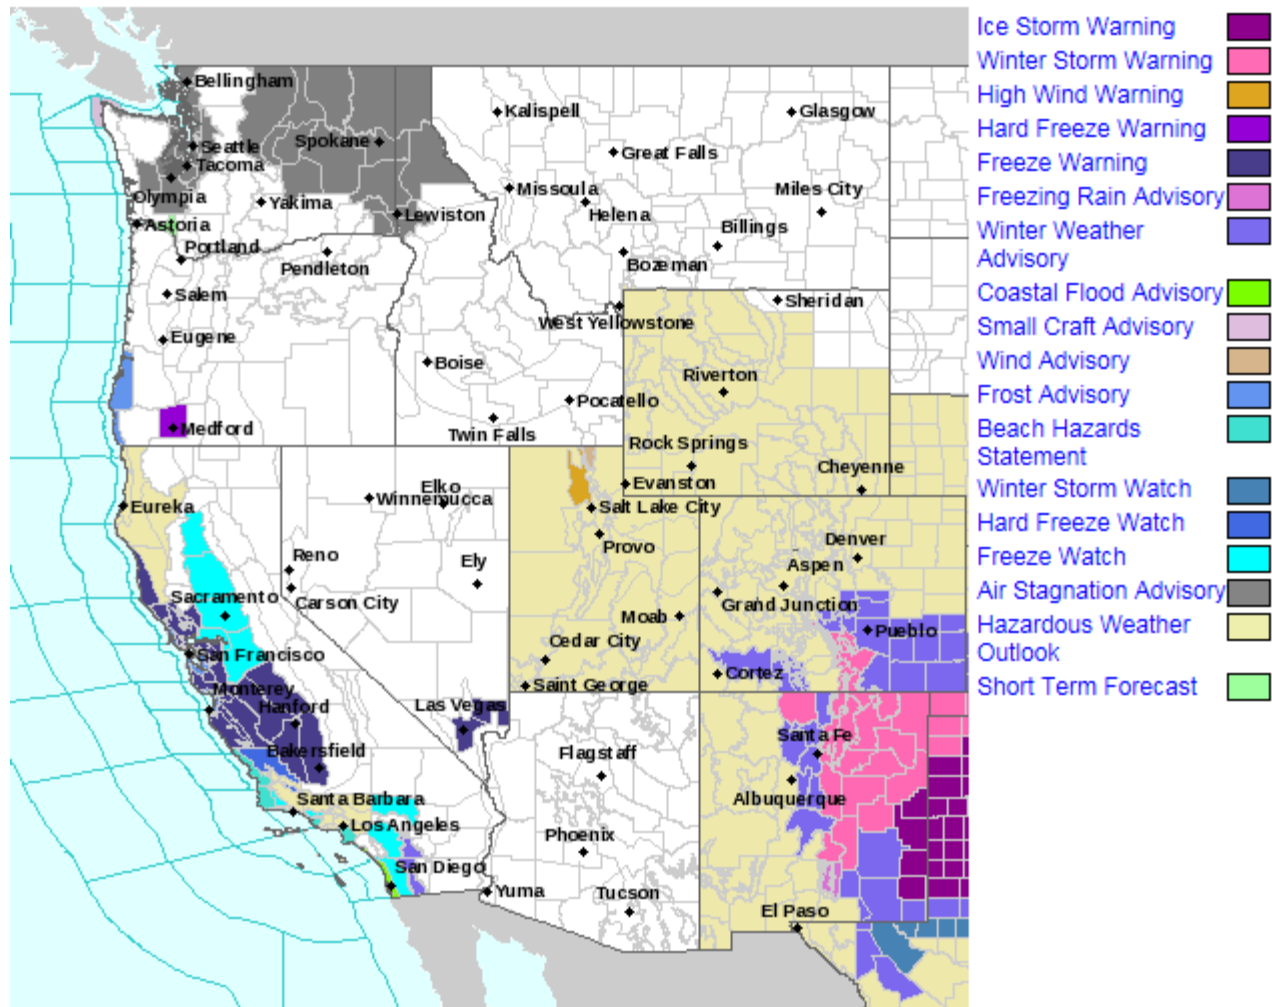 Bellingham
Kalispell
Glasgow
Seattle
Spokane
Great Falls
Tacoma
Missoula
Miles City
Olympia
Yakima
Lewiston
Helena
Astoria
Billings
Portland
Pendleton
Bozeman
Salem
Sheridan
West Yellowstone
Eugene
Boise
Riverton
Pocatello
Medford
Twin Falls
Rock Springs
Cheyenne
Elko
Evanston
Winnemucca
Eureka
Salt Lake City
Provo
Denver
Reno
Ely
Aspen
Sacramento
Carson City
Grand Junction
Moab
Pueblo
Cedar City
San Francisco
Cortez
Saint George
Monterey
Hanford
Las Vegas
Santa Fe
Bakersfield
Flagstaff
Santa Barbara
Albuquerque
Los Angeles
Phoenix
San Diego
Yuma
Tucson
El Paso
Ice Storm Warning
Winter Storm Warning
High Wind Warning
Hard Freeze Warning
Freeze Warning
Freezing Rain Advisory
Winter Weather
Advisory
Coastal Flood Advisory
Small Craft Advisory
Wind Advisory
Frost Advisory
Beach Hazards
Statement
Winter Storm Watch
Hard Freeze Watch
Freeze Watch
Air Stagnation Advisory
Hazardous Weather
Outlook
Short Term Forecast